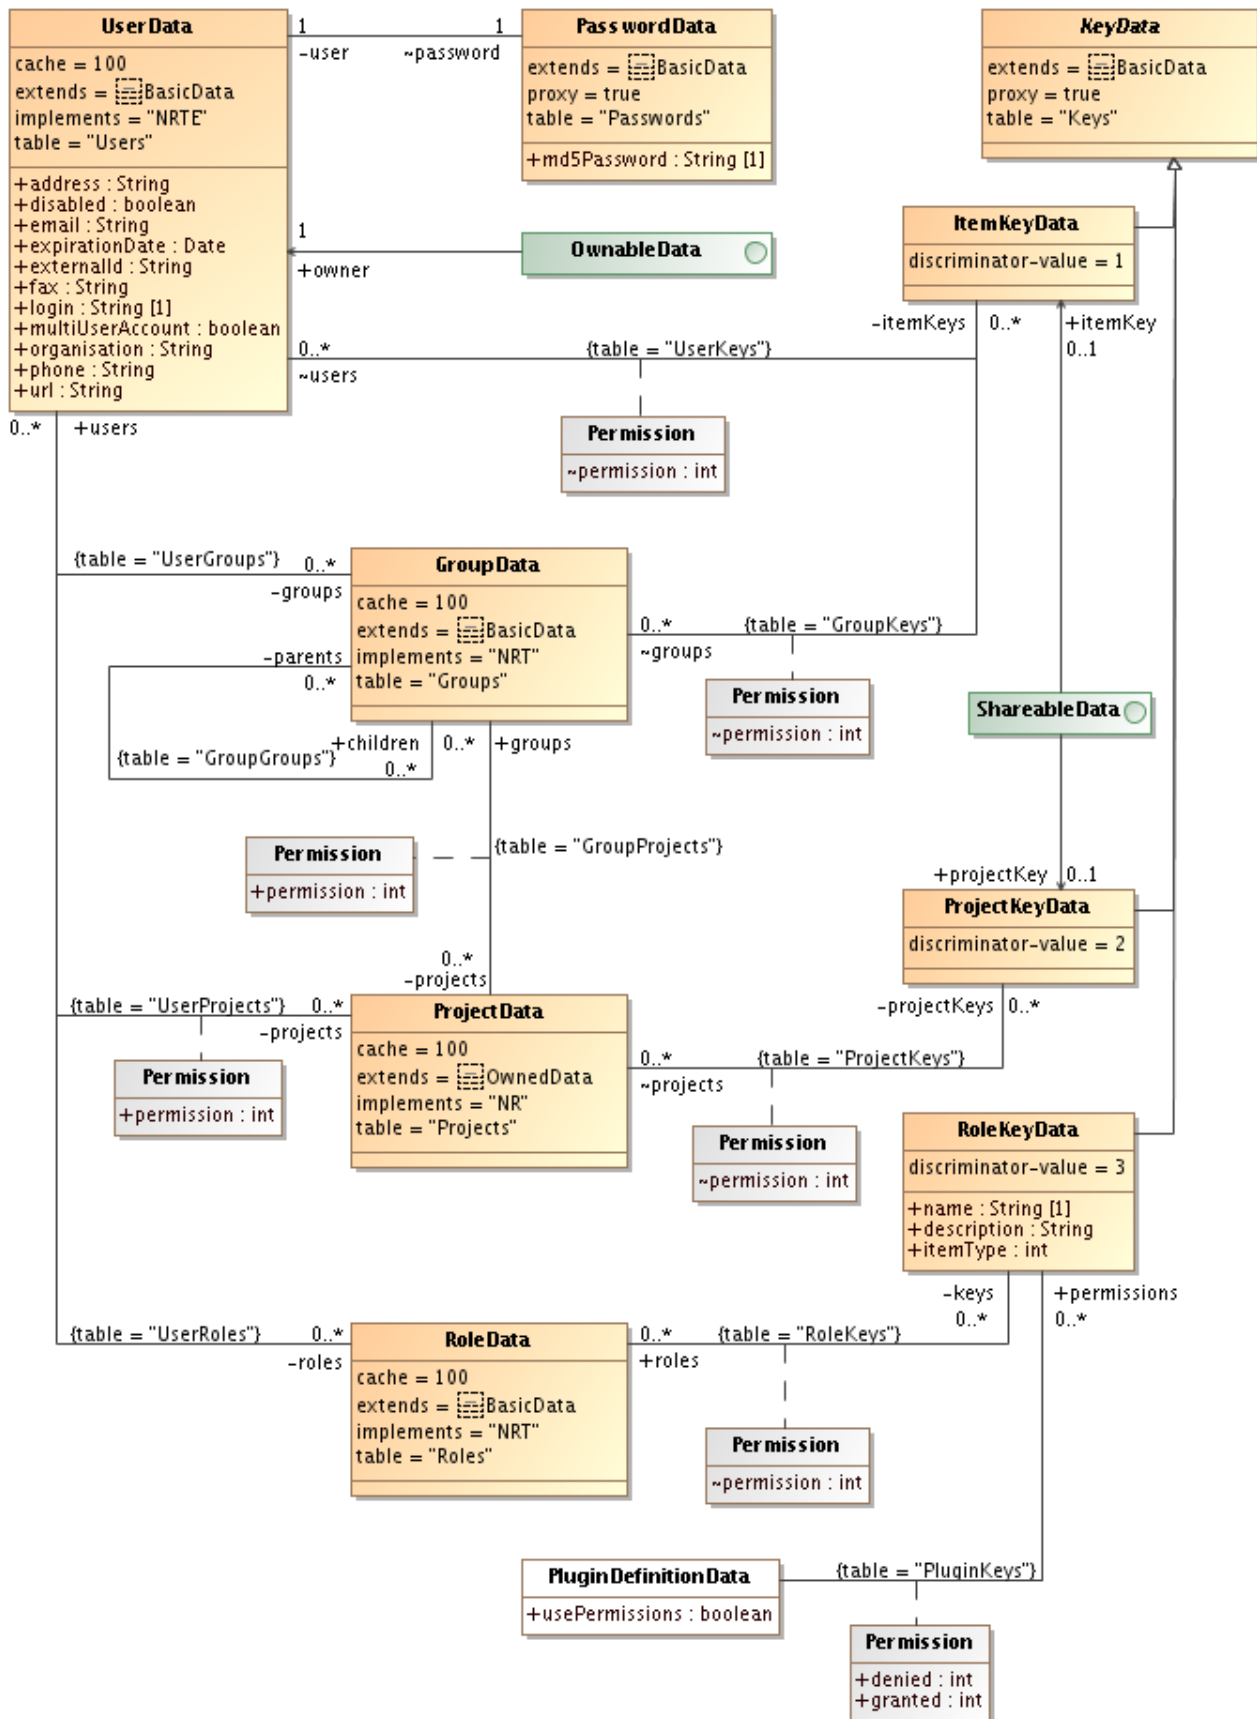 UserData
cache = 100
extends = BasicData
implements = "NRTE"
table = "Users"
+address : String
+disabled : boolean
+email : String
+expirationDate : Date
+externalId : String
+fax : String
+login : String [1]
+multiUserAccount : boolean
+organisation : String
+phone : String
+url : String
1
-user
1
~password
PasswordData
extends = BasicData
proxy = true
table = "Passwords"
+md5Password : String [1]
KeyData
extends = BasicData
proxy = true
table = "Keys"
1
+owner
OwnableData
ItemKeyData
discriminator-value = 1
-itemKeys
0..*
+itemKey
0..1
0..*
~users
{table = "UserKeys"}
Permission
~permission : int
0..*
+users
{table = "UserGroups"}
0..*
-groups
GroupData
cache = 100
extends = BasicData
implements = "NRT"
table = "Groups"
0..*
~groups
{table = "GroupKeys"}
Permission
~permission : int
-parents
0..*
+children
0..*
{table = "GroupGroups"}
0..*
+groups
ShareableData
Permission
+permission : int
{table = "GroupProjects"}
+projectKey
0..1
ProjectKeyData
discriminator-value = 2
0..*
-projects
-projectKeys
0..*
{table = "UserProjects"}
0..*
-projects
Permission
+permission : int
ProjectData
cache = 100
extends = OwnedData
implements = "NR"
table = "Projects"
0..*
~projects
{table = "ProjectKeys"}
Permission
~permission : int
RoleKeyData
discriminator-value = 3
+name : String [1]
+description : String
+itemType : int
-keys
0..*
+permissions
0..*
{table = "UserRoles"}
0..*
-roles
RoleData
cache = 100
extends = BasicData
implements = "NRT"
table = "Roles"
0..*
+roles
{table = "RoleKeys"}
Permission
~permission : int
PluginDefinitionData
+usePermissions : boolean
{table = "PluginKeys"}
Permission
+denied : int
+granted : int